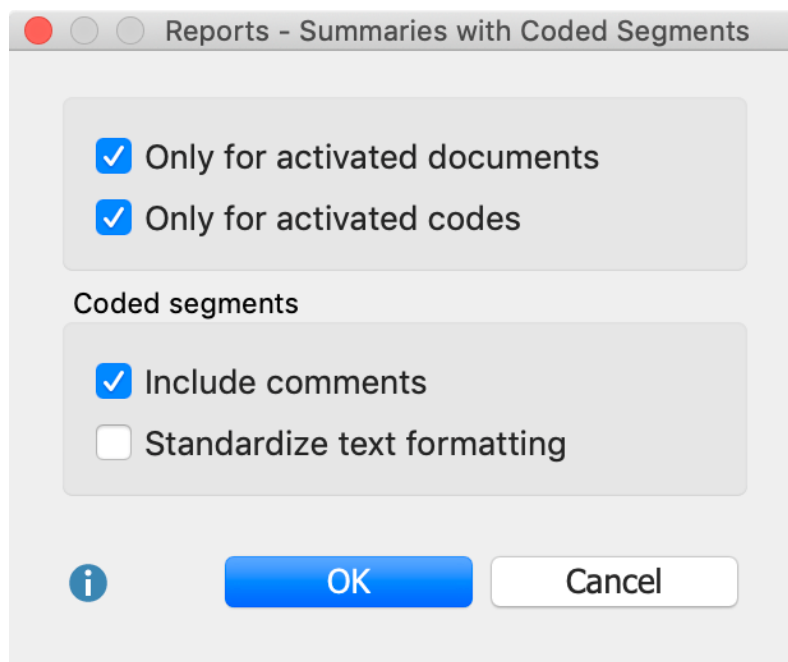 Reports - Summaries with Coded Segments
Only for activated documents
Only for activated codes
Coded segments
Include comments
Standardize text formatting
i OK Cancel